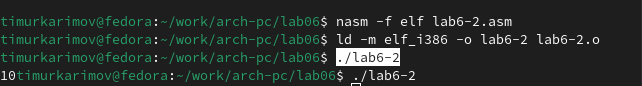 timurkarimov@fedora:~/work/arch-pc/lab06$ nasm -f elf lab6-2.asm
timurkarimov@fedora:~/work/arch-pc/lab06$ ld -m elf_i386 -o lab6-2 lab6-2.o
timurkarimov@fedora:~/work/arch-pc/lab06$ ./lab6-2
10timurkarimov@fedora:~/work/arch-pc/lab06$ ./lab6-2